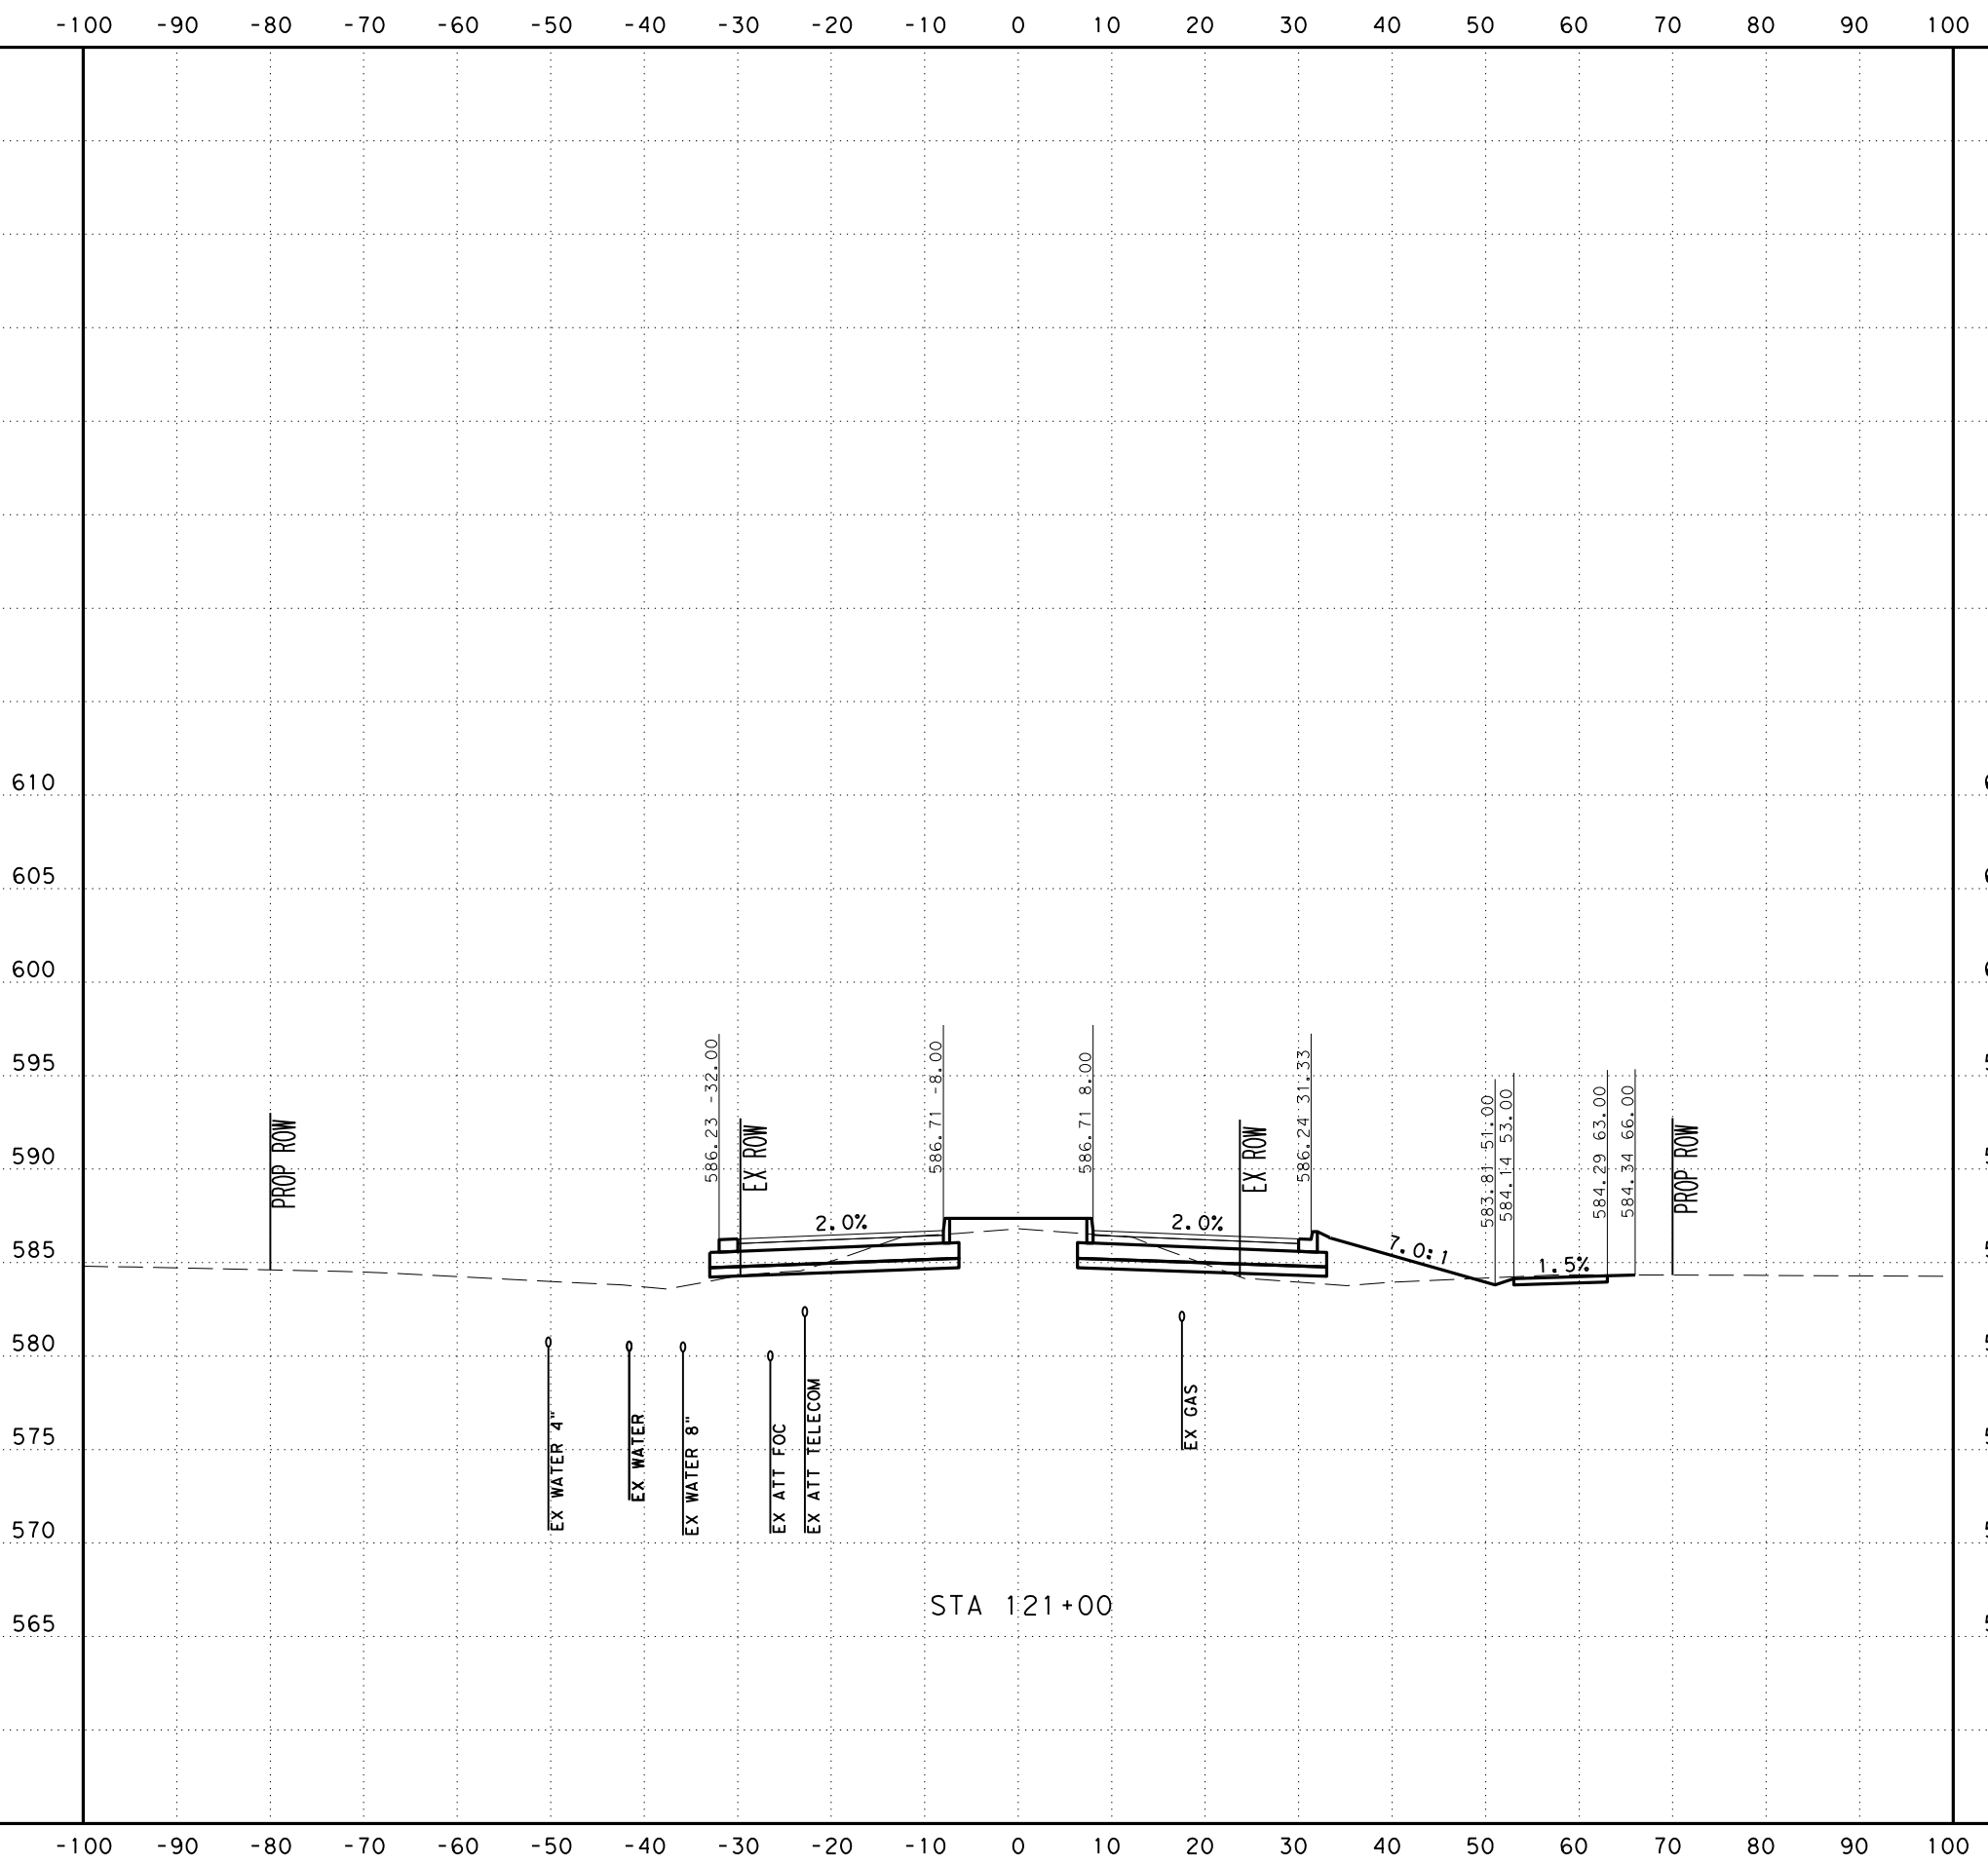 -100 -90 -80 -70 -60 -50 -40 -30 -20 -10 0 10 20 30 40 50 60 70 80 90 100
610
605
600
595
590
585
580
575
570
565
PROP ROW
586.23 -32.00
EX ROW
586.71 -8.00
586.71 8.00
EX ROW
586.24 31.33
583.81 51.00
584.14 53.00
584.29 63.00
584.34 66.00
PROP ROW
2.0%
2.0%
7.0:1
1.5%
EX WATER 4"
EX WATER
EX WATER 8"
EX ATT FOC
EX ATT TELECOM
EX GAS
STA 121+00
-100 -90 -80 -70 -60 -50 -40 -30 -20 -10 0 10 20 30 40 50 60 70 80 90 100